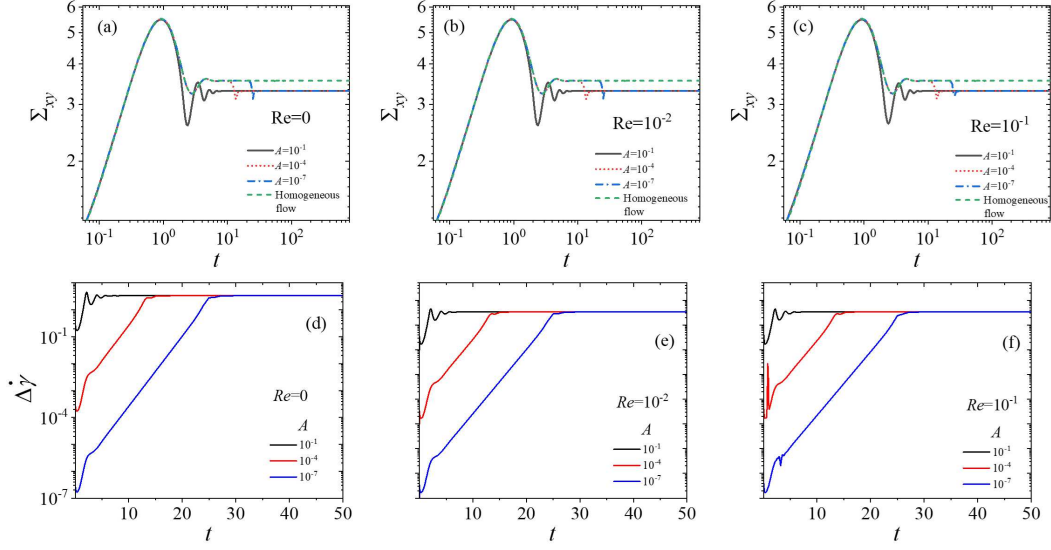 (a)
6
5
4
3
2
Σxy
Re=0
A=10⁻¹
A=10⁻⁴
A=10⁻⁷
Homogeneous
flow
10⁻¹ 10⁰ 10¹ 10²
t
(b)
6
5
4
3
2
Σxy
Re=10⁻²
A=10⁻¹
A=10⁻⁴
A=10⁻⁷
Homogeneous
flow
10⁻¹ 10⁰ 10¹ 10²
t
(c)
6
5
4
3
2
Σxy
Re=10⁻¹
A=10⁻¹
A=10⁻⁴
A=10⁻⁷
Homogeneous
flow
10⁻¹ 10⁰ 10¹ 10²
t
(d)
10⁻¹
10⁻⁴
10⁻⁷
Δγ̇
Re=0
A
10⁻¹
10⁻⁴
10⁻⁷
10 20 30 40 50
t
(e)
Re=10⁻²
A
10⁻¹
10⁻⁴
10⁻⁷
10 20 30 40 50
t
(f)
Re=10⁻¹
A
10⁻¹
10⁻⁴
10⁻⁷
10 20 30 40 50
t